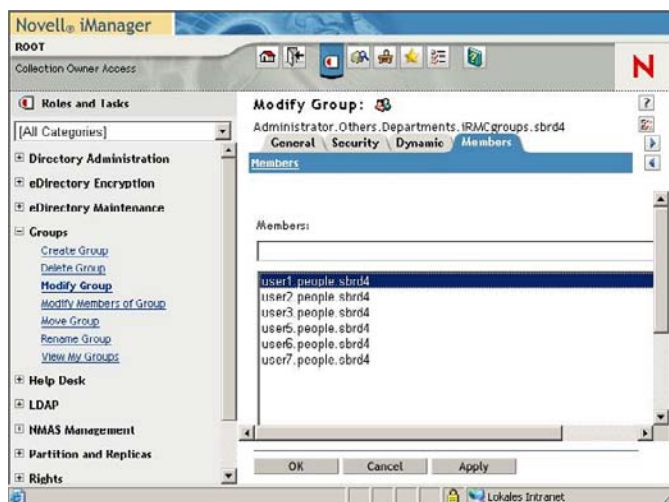 Novell® iManager
ROOT
Collection Owner Access
N
Roles and Tasks
[All Categories]
Directory Administration
eDirectory Encryption
eDirectory Maintenance
Groups
Create Group
Delete Group
Modify Group
Modify Members of Group
Move Group
Rename Group
View My Groups
Help Desk
LDAP
NMAS Management
Partition and Replicas
Rights
Modify Group:
Administrator.Others.Departments.iRMCgroups.sbrd4
General \ Security \ Dynamic \ Members
Members
Members:
user1.people.sbrd4
user2.people.sbrd4
user3.people.sbrd4
user5.people.sbrd4
user6.people.sbrd4
user7.people.sbrd4
OK Cancel Apply
Lokales Intranet